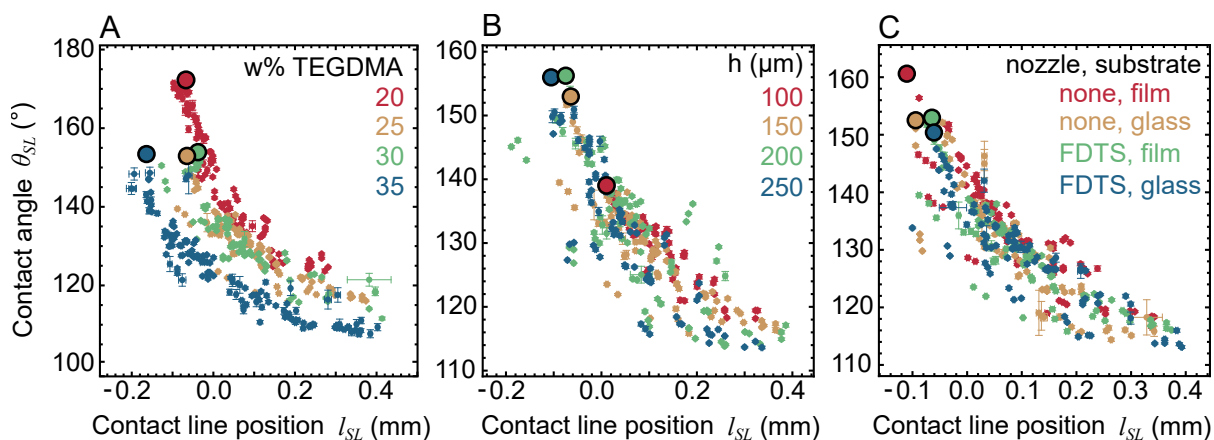 A
B
C
w% TEGDMA
20
25
30
35
h (µm)
100
150
200
250
nozzle, substrate
none, film
none, glass
FDTS, film
FDTS, glass
Contact angle θSL (°)
180
160
140
120
100
160
150
140
130
120
110
160
150
140
130
120
110
-0.2 0.0 0.2 0.4
-0.2 0.0 0.2 0.4
-0.1 0.0 0.1 0.2 0.3 0.4
Contact line position lSL (mm)
Contact line position lSL (mm)
Contact line position lSL (mm)